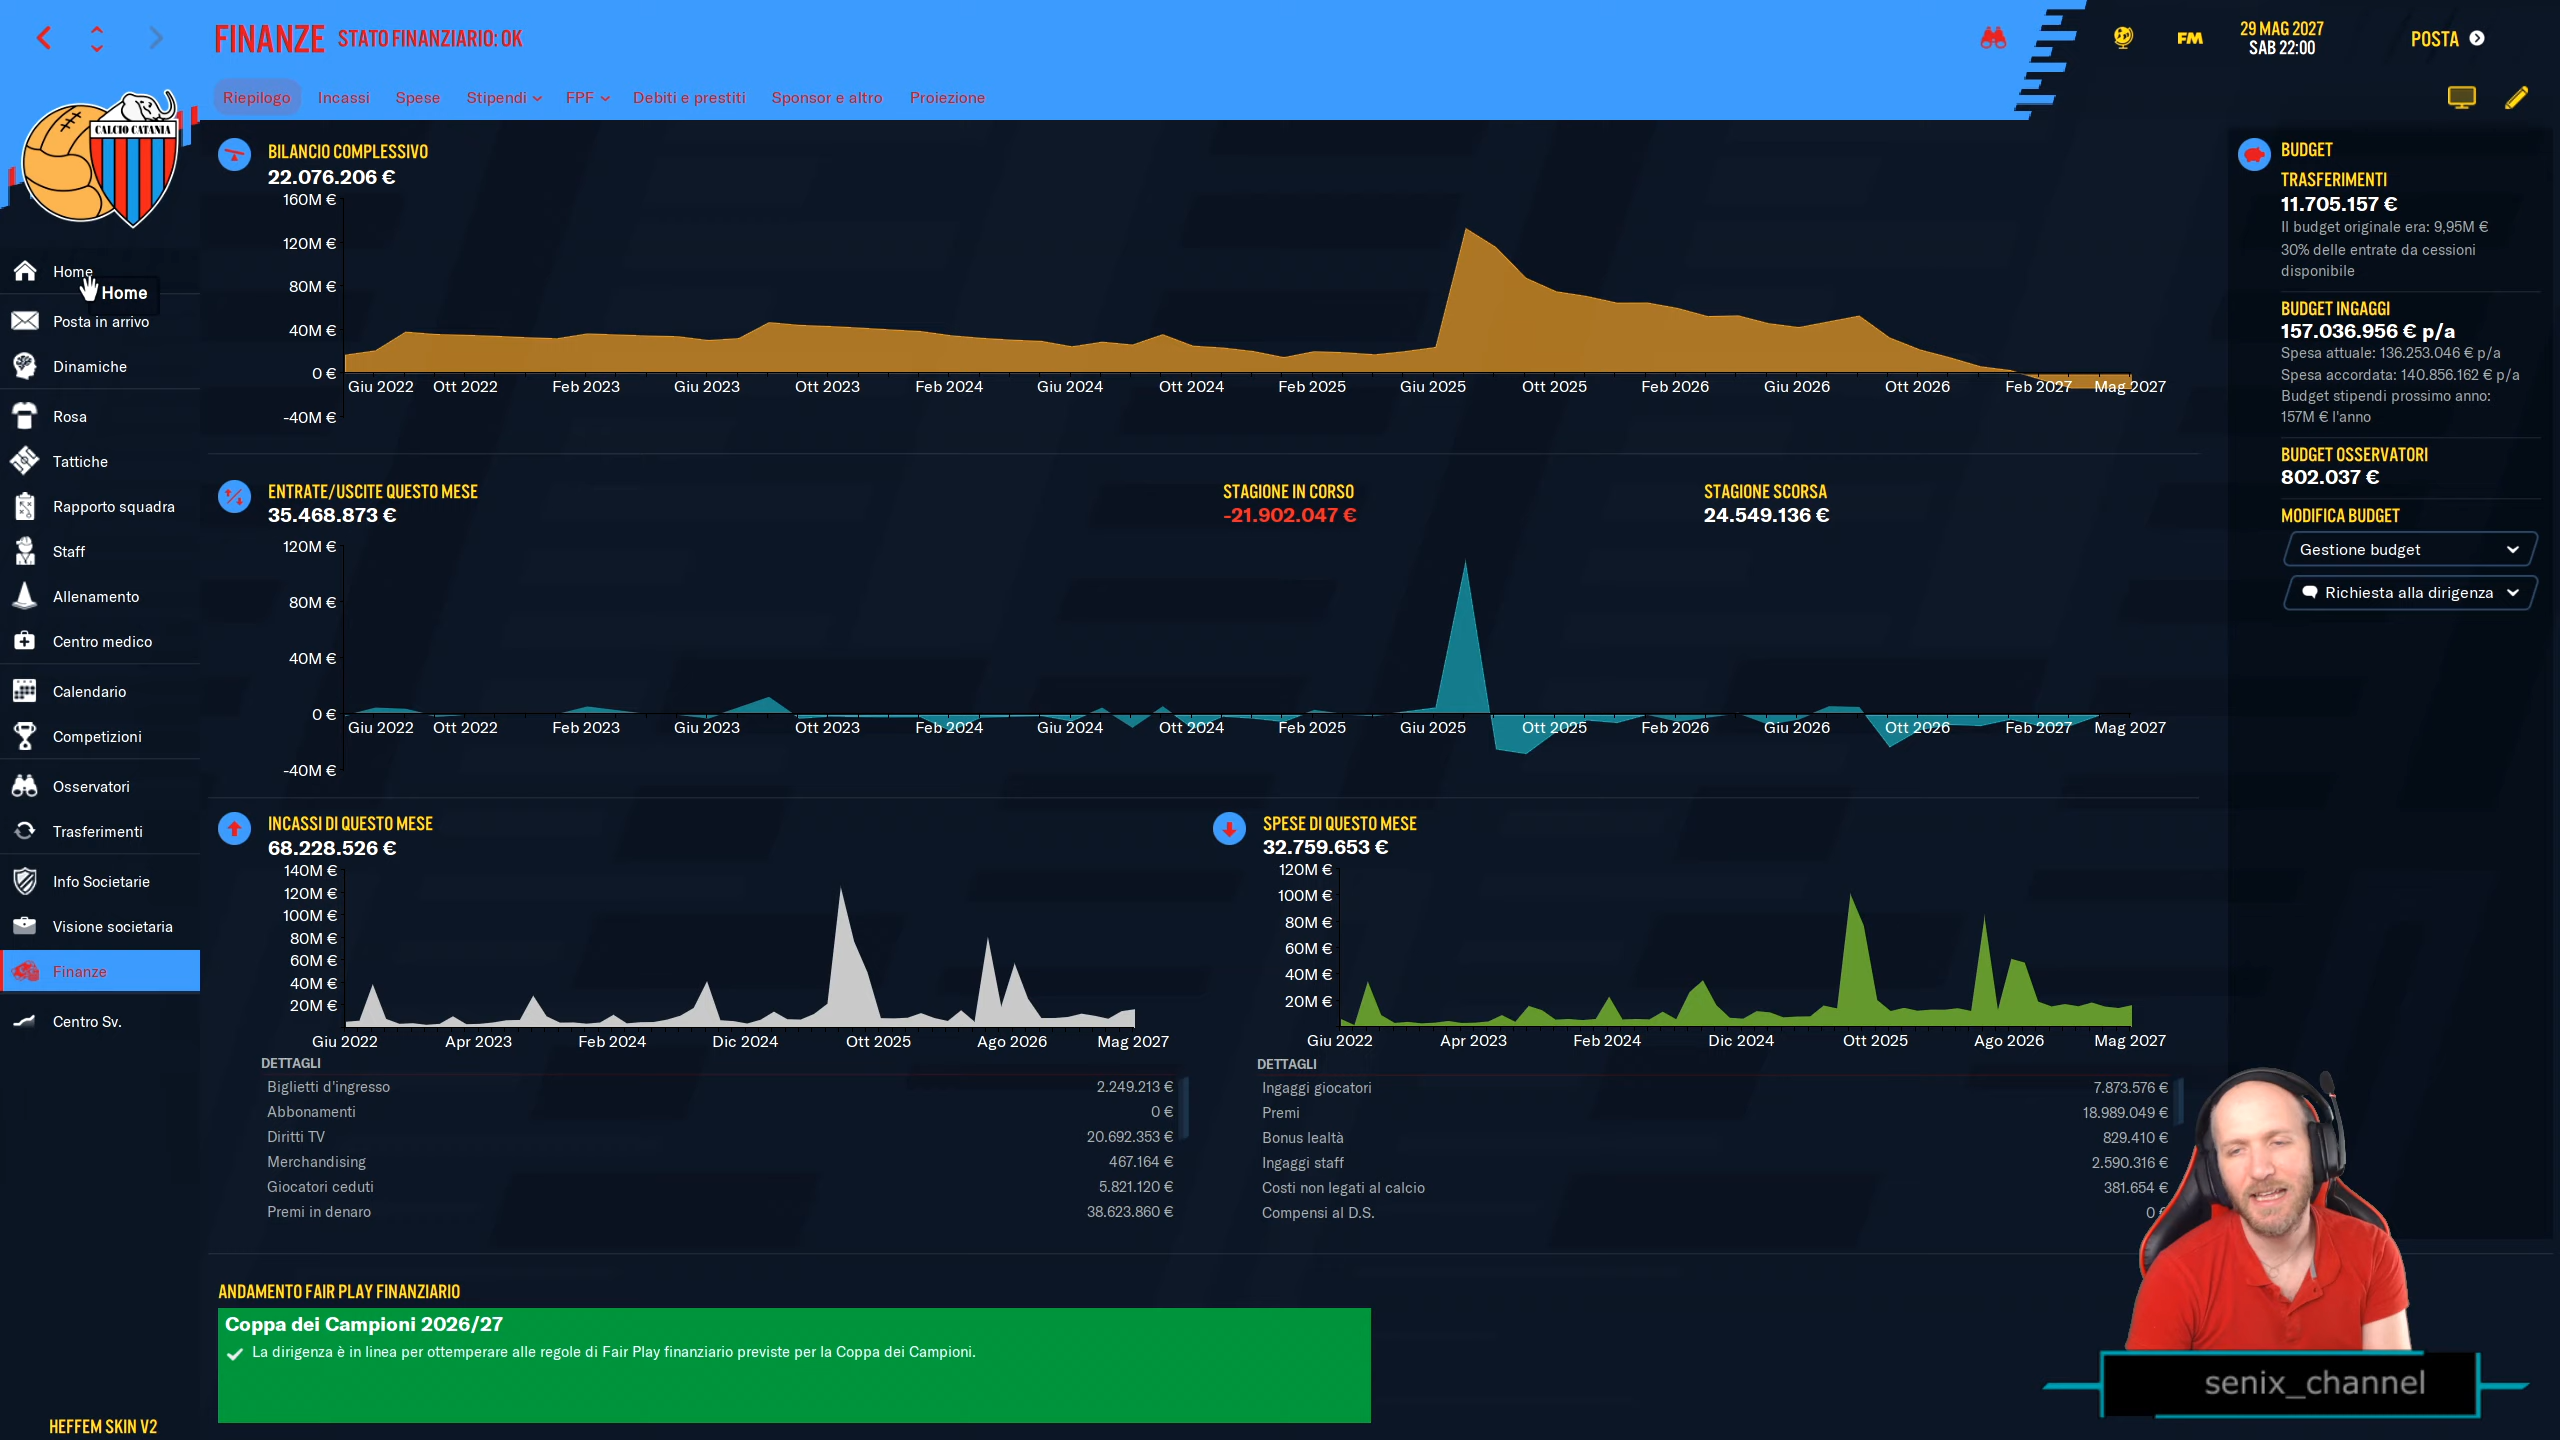 FINANZE STATO FINANZIARIO: OK
FM
29 MAG 2027
SAB 22:00
POSTA
Riepilogo Incassi Spese Stipendi FPF Debiti e prestiti Sponsor e altro Proiezione
CALCIO CATANIA
Home
Home
Posta in arrivo
Dinamiche
Rosa
Tattiche
Rapporto squadra
Staff
Allenamento
Centro medico
Calendario
Competizioni
Osservatori
Trasferimenti
Info Societarie
Visione societaria
Finanze
Centro Sv.
HEFFEM SKIN V2
BILANCIO COMPLESSIVO
22.076.206 €
160M €
120M €
80M €
40M €
0 €
-40M €
Giu 2022 Ott 2022 Feb 2023 Giu 2023 Ott 2023 Feb 2024 Giu 2024 Ott 2024 Feb 2025 Giu 2025 Ott 2025 Feb 2026 Giu 2026 Ott 2026 Feb 2027 Mag 2027
ENTRATE/USCITE QUESTO MESE
35.468.873 €
STAGIONE IN CORSO
-21.902.047 €
STAGIONE SCORSA
24.549.136 €
120M €
80M €
40M €
0 €
-40M €
Giu 2022 Ott 2022 Feb 2023 Giu 2023 Ott 2023 Feb 2024 Giu 2024 Ott 2024 Feb 2025 Giu 2025 Ott 2025 Feb 2026 Giu 2026 Ott 2026 Feb 2027 Mag 2027
INCASSI DI QUESTO MESE
68.228.526 €
140M €
120M €
100M €
80M €
60M €
40M €
20M €
Giu 2022 Apr 2023 Feb 2024 Dic 2024 Ott 2025 Ago 2026 Mag 2027
DETTAGLI
Biglietti d'ingresso 2.249.213 €
Abbonamenti 0 €
Diritti TV 20.692.353 €
Merchandising 467.164 €
Giocatori ceduti 5.821.120 €
Premi in denaro 38.623.860 €
SPESE DI QUESTO MESE
32.759.653 €
120M €
100M €
80M €
60M €
40M €
20M €
Giu 2022 Apr 2023 Feb 2024 Dic 2024 Ott 2025 Ago 2026 Mag 2027
DETTAGLI
Ingaggi giocatori 7.873.576 €
Premi 18.989.049 €
Bonus lealtà 829.410 €
Ingaggi staff 2.590.316 €
Costi non legati al calcio 381.654 €
Compensi al D.S. 0 €
ANDAMENTO FAIR PLAY FINANZIARIO
Coppa dei Campioni 2026/27
La dirigenza è in linea per ottemperare alle regole di Fair Play finanziario previste per la Coppa dei Campioni.
BUDGET
TRASFERIMENTI
11.705.157 €
Il budget originale era: 9,95M €
30% delle entrate da cessioni
disponibile
BUDGET INGAGGI
157.036.956 € p/a
Spesa attuale: 136.253.046 € p/a
Spesa accordata: 140.856.162 € p/a
Budget stipendi prossimo anno:
157M € l'anno
BUDGET OSSERVATORI
802.037 €
MODIFICA BUDGET
Gestione budget
Richiesta alla dirigenza
senix_channel